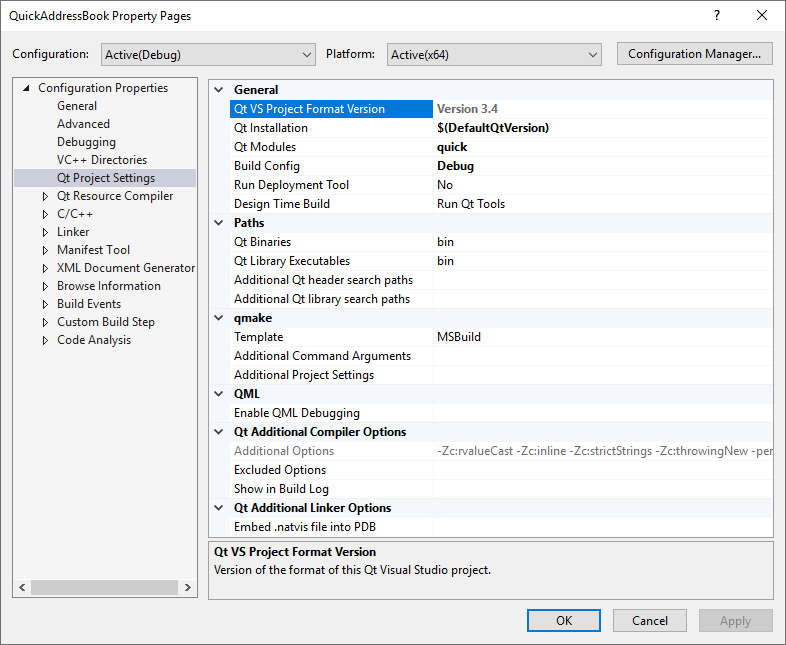 QuickAddressBook Property Pages
Configuration: Active(Debug) Platform: Active(x64) Configuration Manager...
Configuration Properties
General
Advanced
Debugging
VC++ Directories
Qt Project Settings
Qt Resource Compiler
C/C++
Linker
Manifest Tool
XML Document Generator
Browse Information
Build Events
Custom Build Step
Code Analysis
General
Qt VS Project Format Version Version 3.4
Qt Installation $(DefaultQtVersion)
Qt Modules quick
Build Config Debug
Run Deployment Tool No
Design Time Build Run Qt Tools
Paths
Qt Binaries bin
Qt Library Executables bin
Additional Qt header search paths
Additional Qt library search paths
qmake
Template MSBuild
Additional Command Arguments
Additional Project Settings
QML
Enable QML Debugging
Qt Additional Compiler Options
Additional Options -Zc:rvalueCast -Zc:inline -Zc:strictStrings -Zc:throwingNew -per
Excluded Options
Show in Build Log
Qt Additional Linker Options
Embed .natvis file into PDB
Qt VS Project Format Version
Version of the format of this Qt Visual Studio project.
OK Cancel Apply